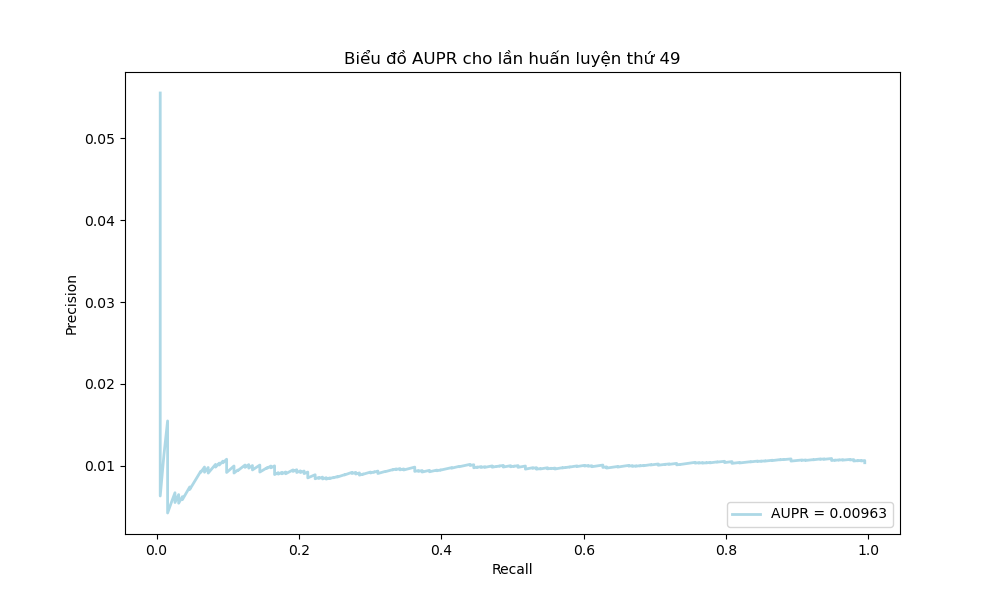 Biểu đồ AUPR cho lần huấn luyện thứ 49
Precision
0.05
0.04
0.03
0.02
0.01
AUPR = 0.00963
0.0
0.2
0.4
0.6
0.8
1.0
Recall